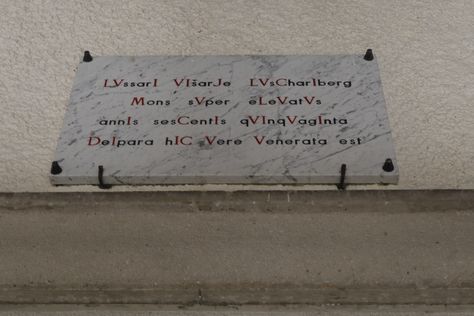 LVssarI VIšarJe LVsCharIberg
Mons sVper eLeVatVs
annIs sesCentIs qVInqVagInta
DeIpara hIC Vere Venerata est